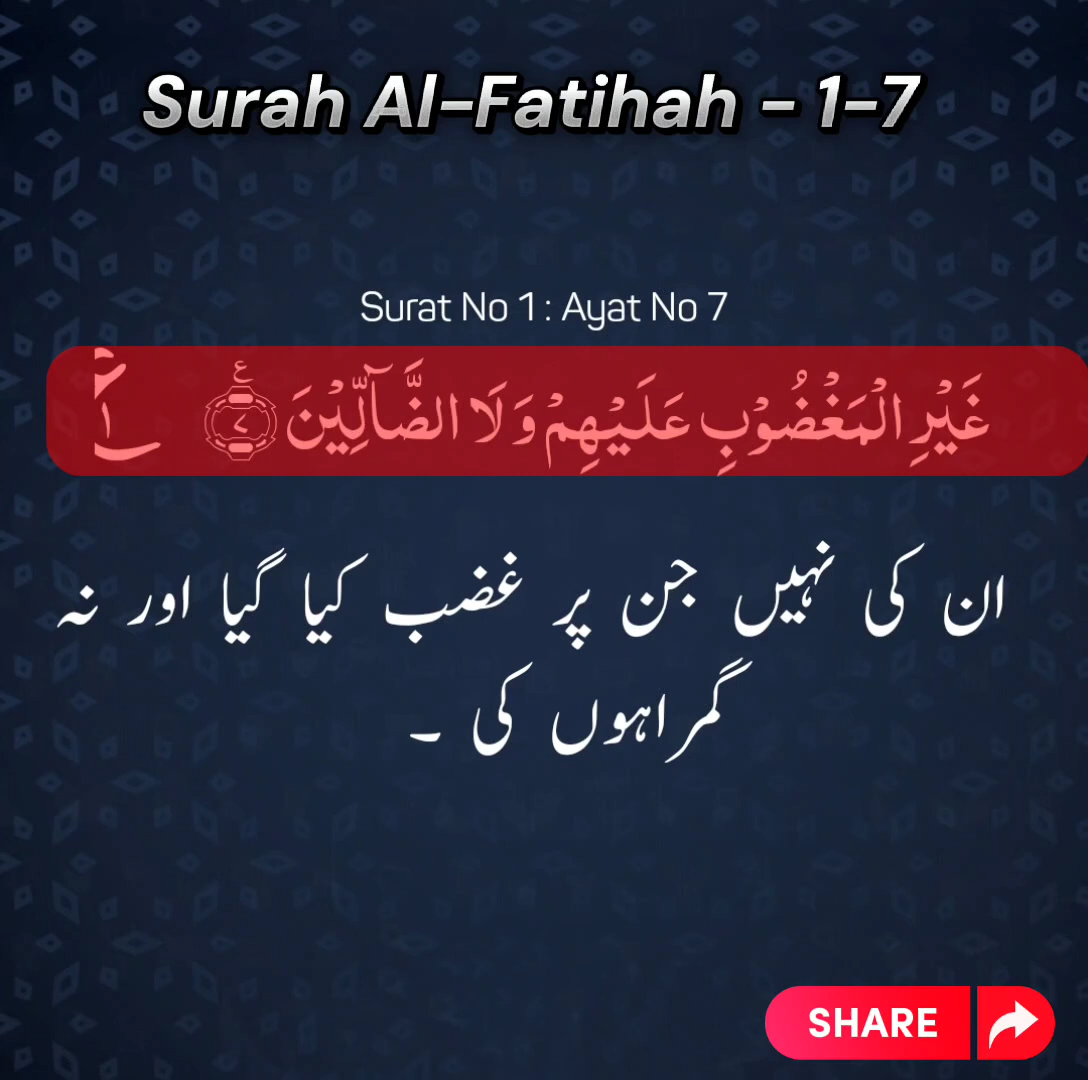 Surah Al-Fatihah - 1-7
Surat No 1 : Ayat No 7
غَيْرِ الْمَغْضُوْبِ عَلَيْهِمْ وَلَا الضَّآلِّيْنَ ۧ ﴿۷﴾
ان کی نہیں جن پر غضب کیا گیا اور نہ
گمراہوں کی ۔
SHARE